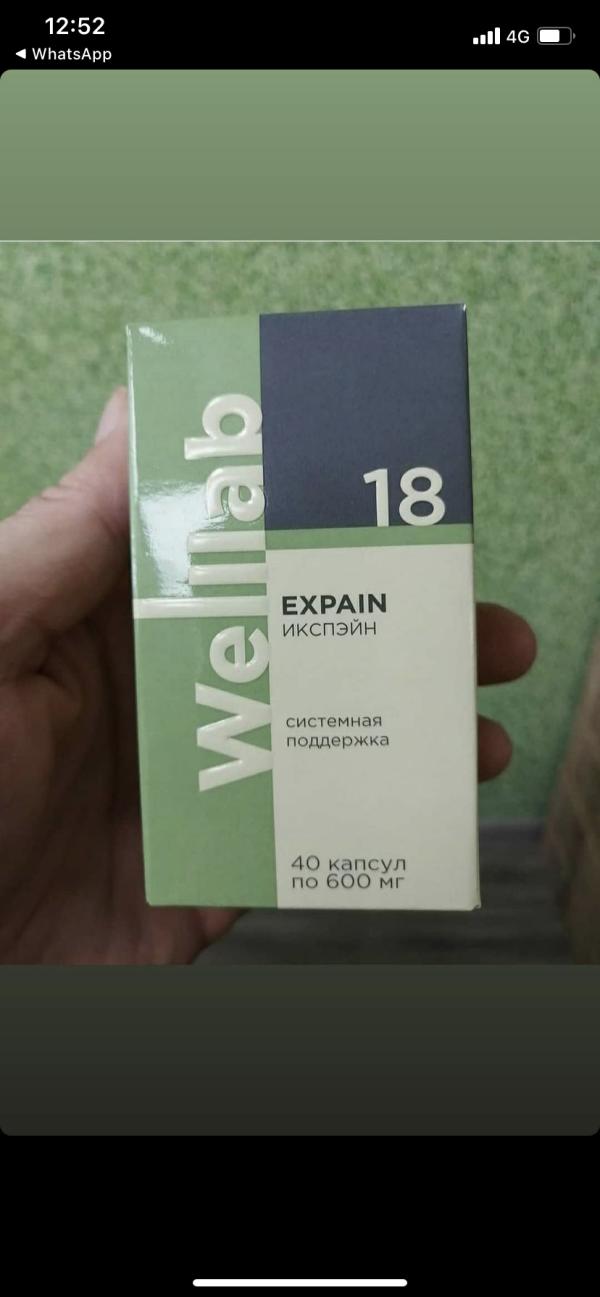 12:52
4G
◀ WhatsApp
Welllab
18
EXPAIN
ИКСПЭЙН
системная
поддержка
40 капсул
по 600 мг